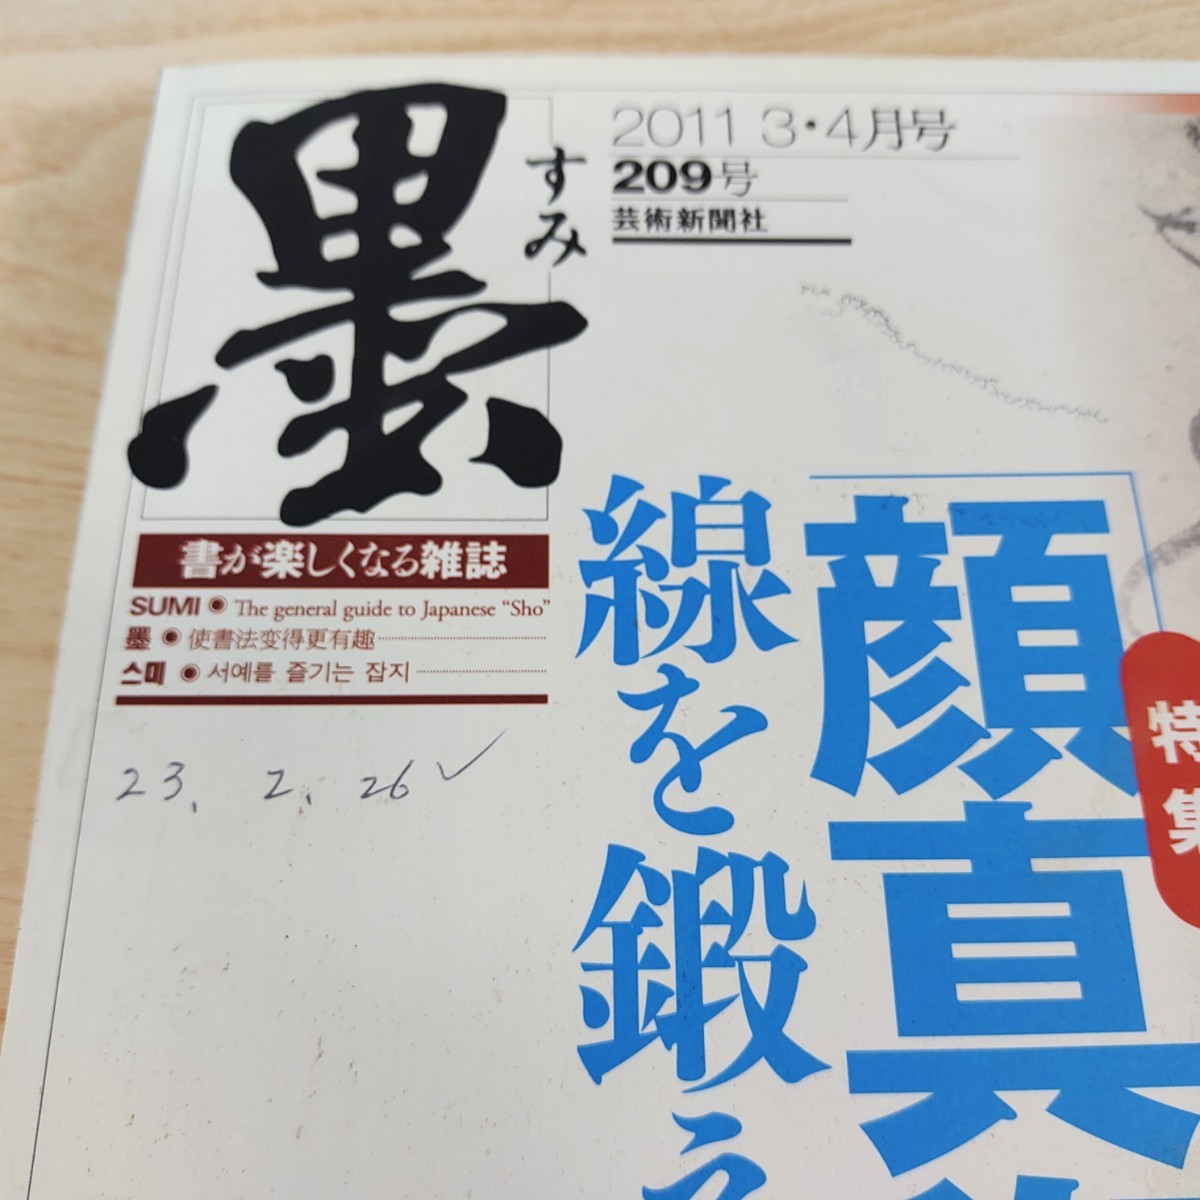 墨
すみ
2011 3・4月号
209号
芸術新聞社
書が楽しくなる雑誌
SUMI ◉ The general guide to Japanese “Sho”
墨 ◉ 使書法变得更有趣
스미 ◉ 서예를 즐기는 잡지
23. 2. 26✓
特集
「顔真
線を鍛え